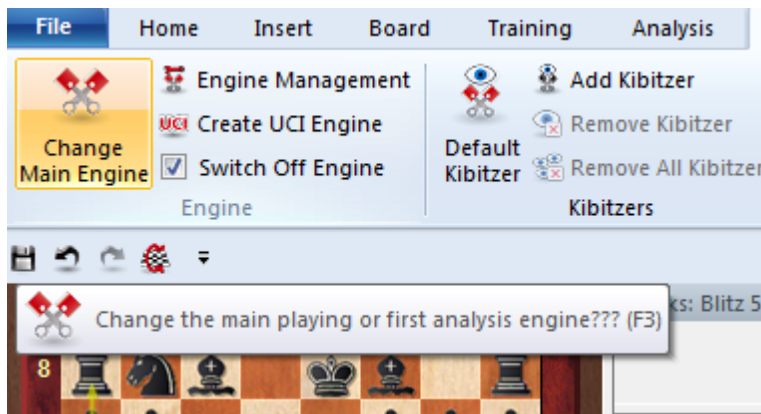 File Home Insert Board Training Analysis
Change Main Engine
Engine Management
UCI Create UCI Engine
Switch Off Engine
Engine
Default Kibitzer
Add Kibitzer
Remove Kibitzer
Remove All Kibitzer
Kibitzers
Change the main playing or first analysis engine??? (F3)
ks: Blitz 5
8